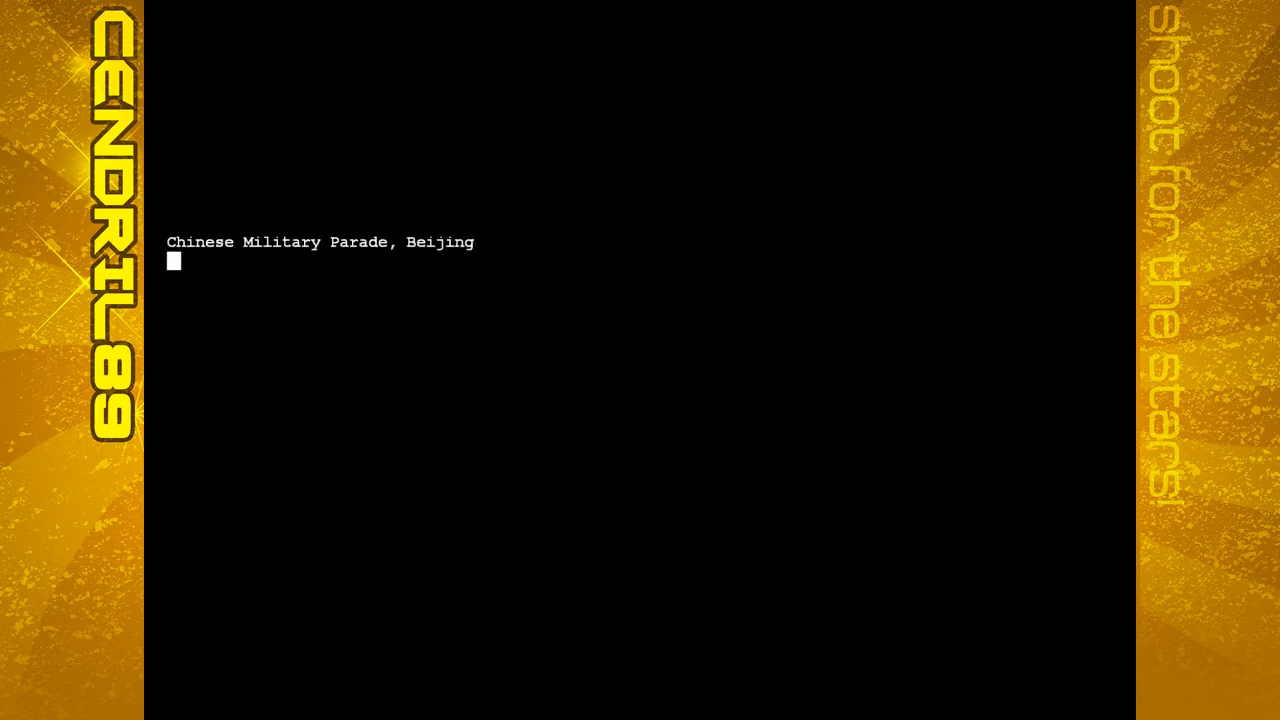 CENDRIL89
Chinese Military Parade, Beijing
shoot for the stars!